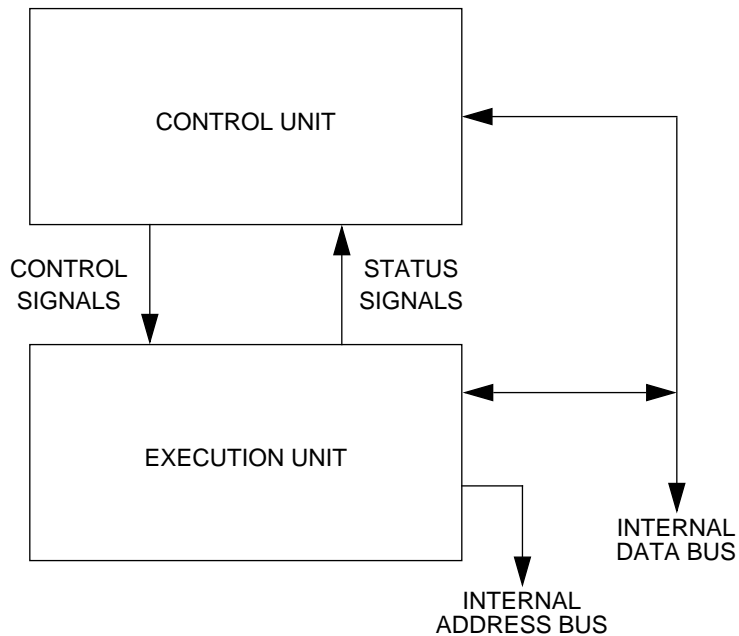 CONTROL UNIT
CONTROL
SIGNALS
STATUS
SIGNALS
EXECUTION UNIT
INTERNAL
DATA BUS
INTERNAL
ADDRESS BUS